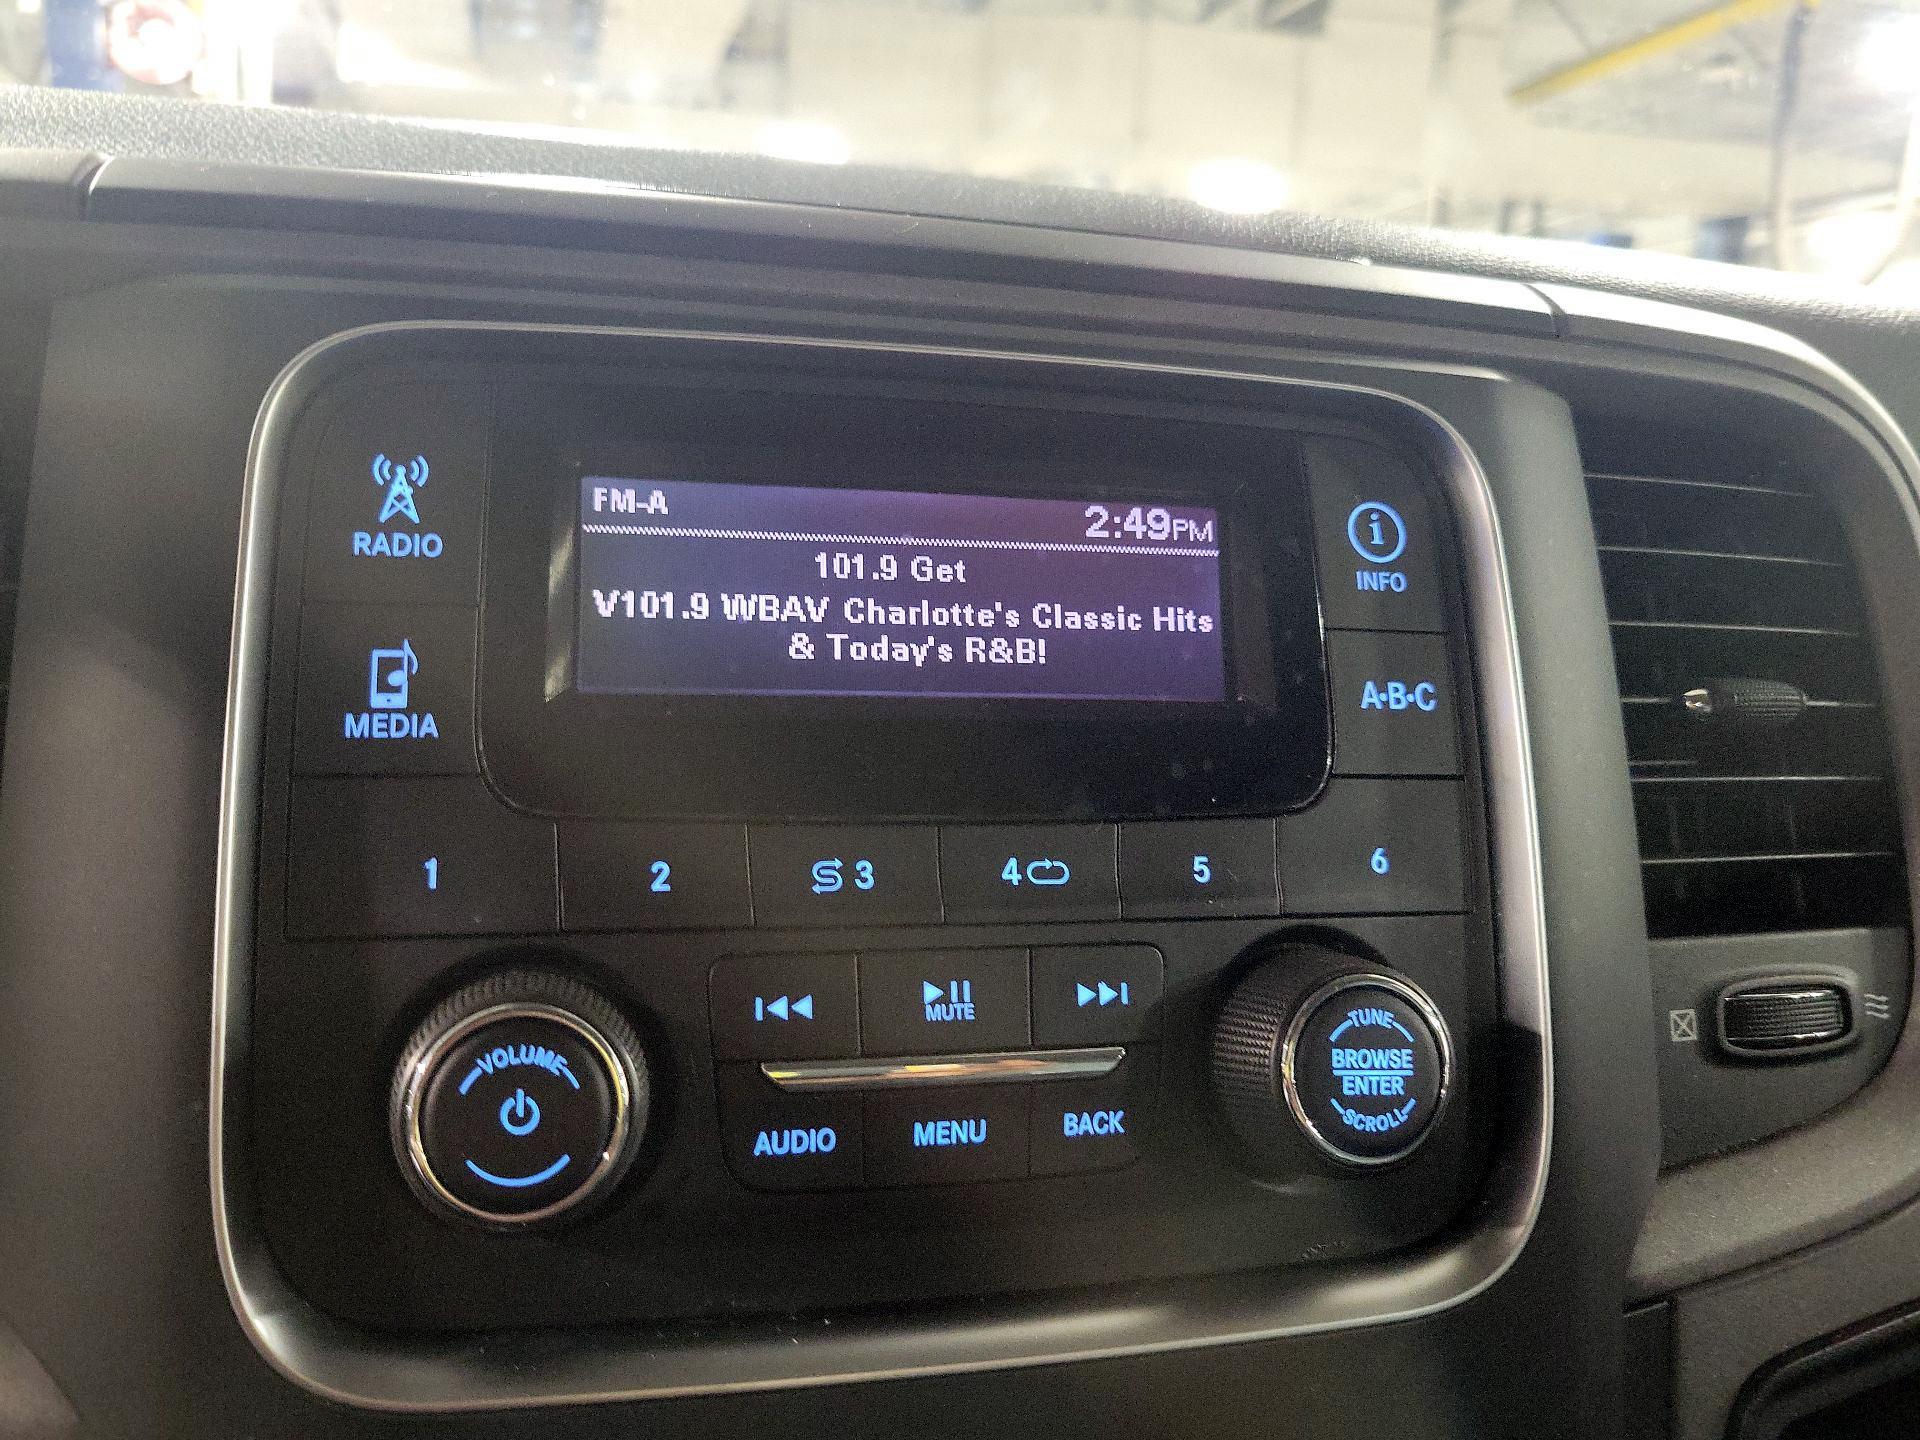 FM-A
2:49PM
101.9 Get
V101.9 WBAV Charlotte's Classic Hits
& Today's R&B!
RADIO
INFO
MEDIA
A·B·C
1
2
3
4
5
6
MUTE
VOLUME
TUNE
BROWSE
ENTER
SCROLL
AUDIO
MENU
BACK